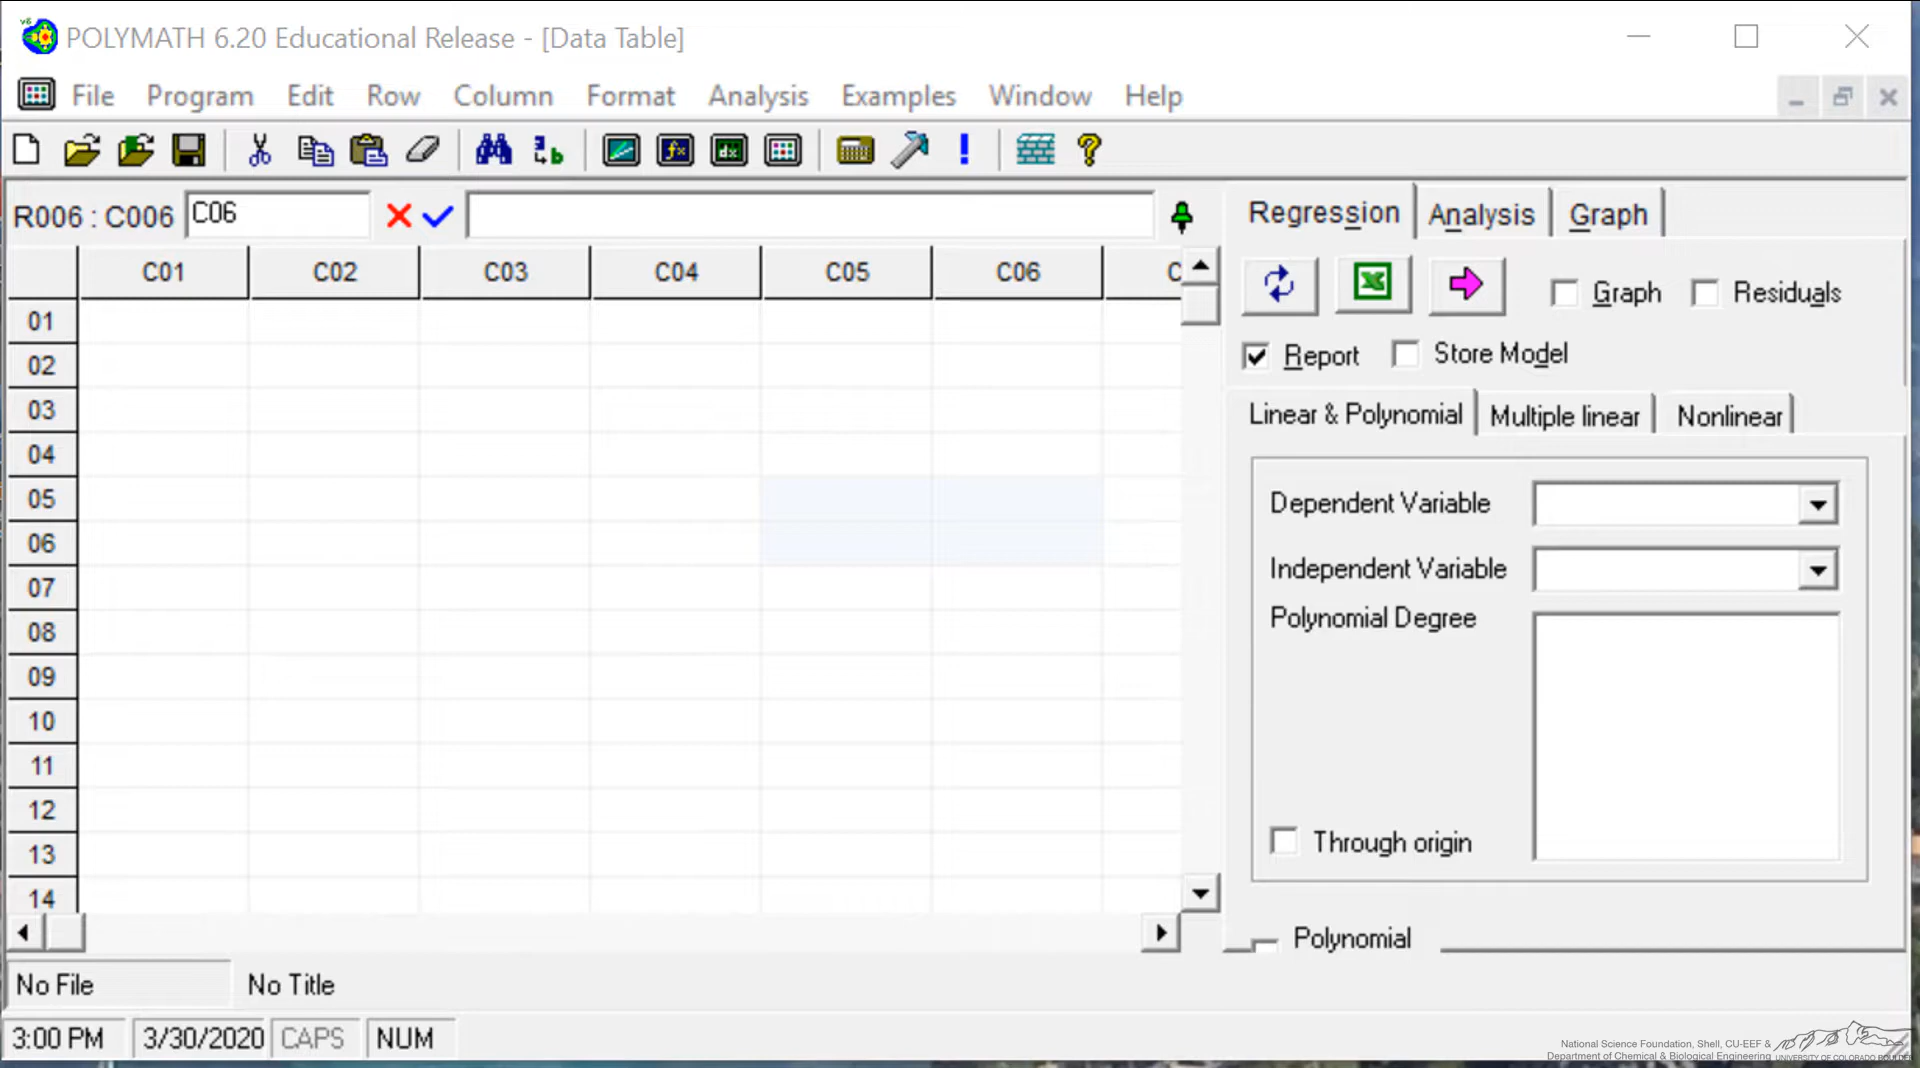 POLYMATH 6.20 Educational Release - [Data Table]
File Program Edit Row Column Format Analysis Examples Window Help
R006 : C006 C06
Regression Analysis Graph
C01 C02 C03 C04 C05 C06 C
Graph Residuals
Report Store Model
Linear & Polynomial Multiple linear Nonlinear
01
02
03
04
05
06
07
08
09
10
11
12
13
14
Dependent Variable
Independent Variable
Polynomial Degree
Through origin
Polynomial
No File No Title
3:00 PM 3/30/2020 CAPS NUM
National Science Foundation, Shell, CU-EEF &
Department of Chemical & Biological Engineering
UNIVERSITY OF COLORADO BOULDER